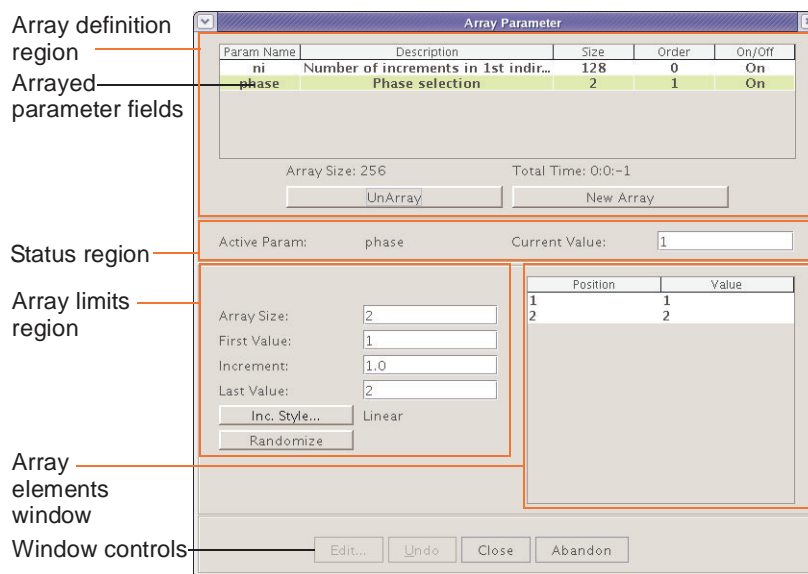 Array Parameter
Array definition
region
Arrayed
parameter fields
Param Name Description Size Order On/Off
ni Number of increments in 1st indir... 128 0 On
phase Phase selection 2 1 On
Array Size: 256 Total Time: 0:0:-1
UnArray New Array
Status region
Active Param: phase Current Value: 1
Array limits
region
Array Size: 2
First Value: 1
Increment: 1.0
Last Value: 2
Inc. Style... Linear
Randomize
Position Value
1 1
2 2
Array
elements
window
Window controls
Edit... Undo Close Abandon